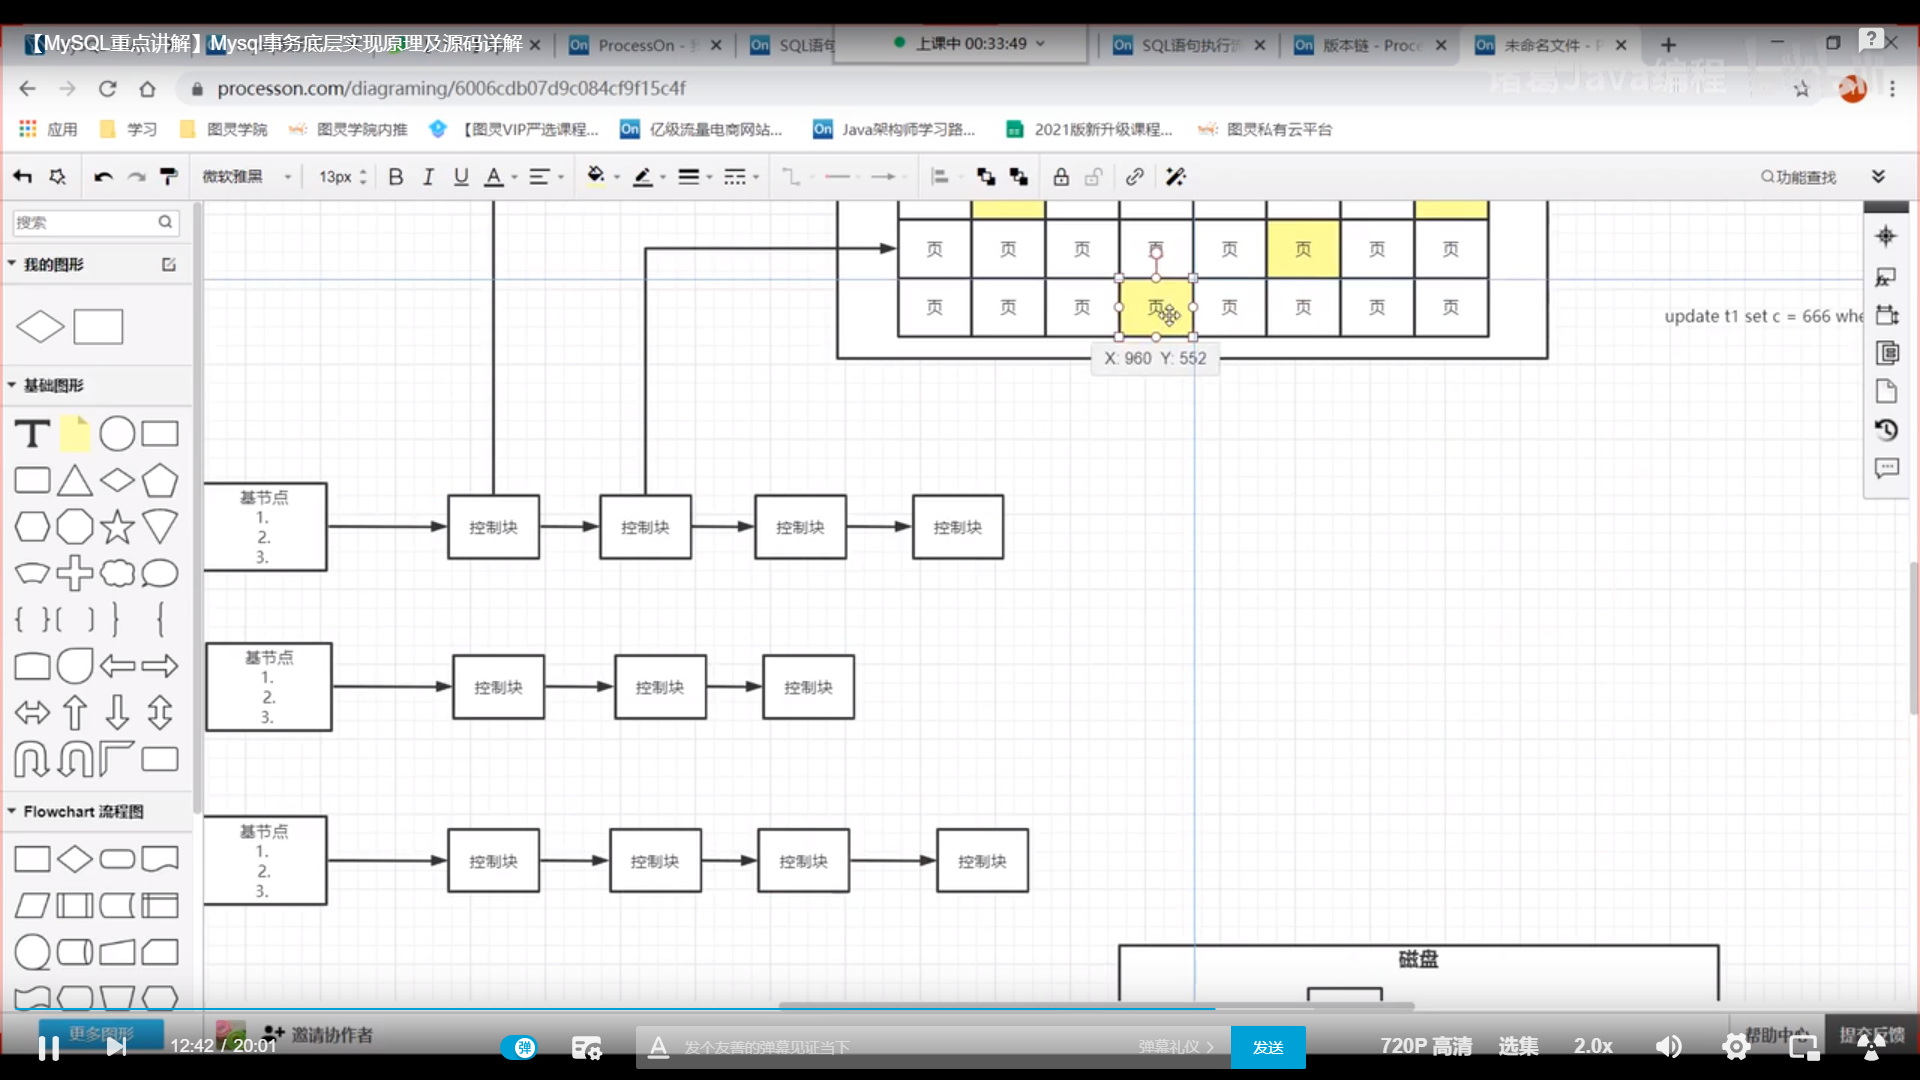 【MySQL重点讲解】Mysql事务底层实现原理及源码详解
ProcessOn -
SQL语句
上课中 00:33:49
SQL语句执行
版本链 - Proce
未命名文件 - P
诸葛Java编程
processon.com/diagraming/6006cdb07d9c084cf9f15c4f
应用
学习
图灵学院
图灵学院内推
【图灵VIP严选课程...
亿级流量电商网站...
Java架构师学习路...
2021版新升级课程...
图灵私有云平台
微软雅黑
13px
B I U A
功能查找
搜索
我的图形
基础图形
Flowchart 流程图
更多图形
页 页 页 页 页 页 页 页
页 页 页 页 页 页 页 页
X: 960 Y: 552
update t1 set c = 666 whe
基节点
1.
2.
3.
控制块 控制块 控制块 控制块
基节点
1.
2.
3.
控制块 控制块 控制块
基节点
1.
2.
3.
控制块 控制块 控制块 控制块
磁盘
邀请协作者
帮助中心
提交反馈
12:42 / 20:01
弹
发个友善的弹幕见证当下
弹幕礼仪
发送
720P 高清
选集
2.0x